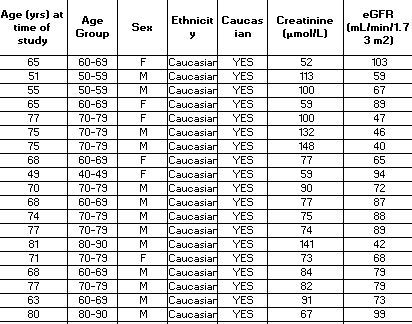 Age (yrs) at time of study Age Group Sex Ethnicit y Caucas ian Creatinine (µmol/L) eGFR (mL/min/1.7 3 m2)
65 60-69 F Caucasian YES 52 103
51 50-59 M Caucasian YES 113 59
55 50-59 M Caucasian YES 100 67
65 60-69 F Caucasian YES 59 89
77 70-79 F Caucasian YES 100 47
75 70-79 M Caucasian YES 132 46
75 70-79 M Caucasian YES 148 40
68 60-69 F Caucasian YES 77 65
49 40-49 F Caucasian YES 59 94
70 70-79 M Caucasian YES 90 72
68 60-69 M Caucasian YES 77 87
74 70-79 M Caucasian YES 75 88
77 70-79 M Caucasian YES 74 89
81 80-90 M Caucasian YES 141 42
71 70-79 F Caucasian YES 73 68
68 60-69 M Caucasian YES 84 79
77 70-79 M Caucasian YES 82 79
63 60-69 M Caucasian YES 91 73
80 80-90 M Caucasian YES 67 99